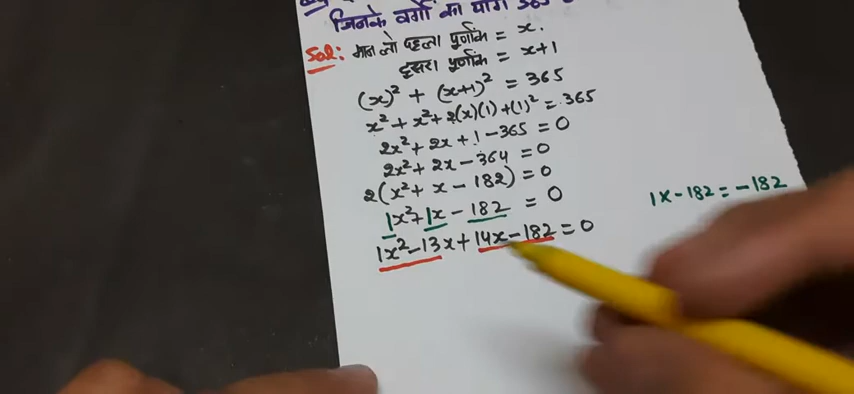 जिनके वर्गों का योग 365
Sol: मान लो पहला पूर्णांक = x.
दूसरा पूर्णांक = x+1
(x)² + (x+1)² = 365
x² + x² + 2(x)(1) + (1)² = 365
2x² + 2x + 1 - 365 = 0
2x² + 2x - 364 = 0
2(x² + x - 182) = 0
1x² + 1x - 182 = 0
1x² - 13x + 14x - 182 = 0
1x - 182 = -182